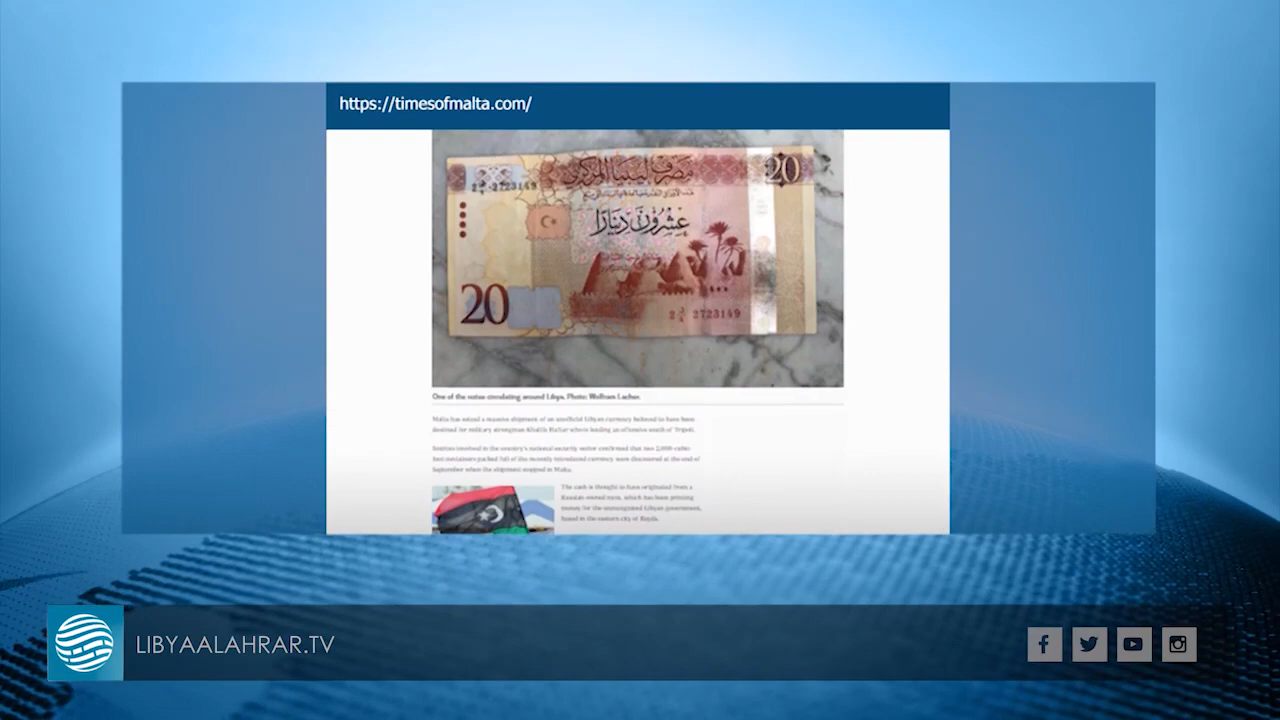 https://timesofmalta.com/
مصرف ليبيا المركزي
20
2723149
عشرون دينارا
20
2723149
One of the notes circulating around Libya. Photo: Wolfram Lacher.
Malta has seized a massive shipment of an unofficial Libyan currency believed to have been
destined for military strongman Khalifa Haftar who is leading an offensive south of Tripoli.
Sources involved in the country's national security sector confirmed that two 2,000-cubic-
feet containers packed full of the recently introduced currency were discovered at the end of
September when the shipment stopped in Malta.
The cash is thought to have originated from a
Russian-owned mint, which has been printing
money for the unrecognised Libyan government,
based in the eastern city of Bayda.
LIBYAALAHRAR.TV